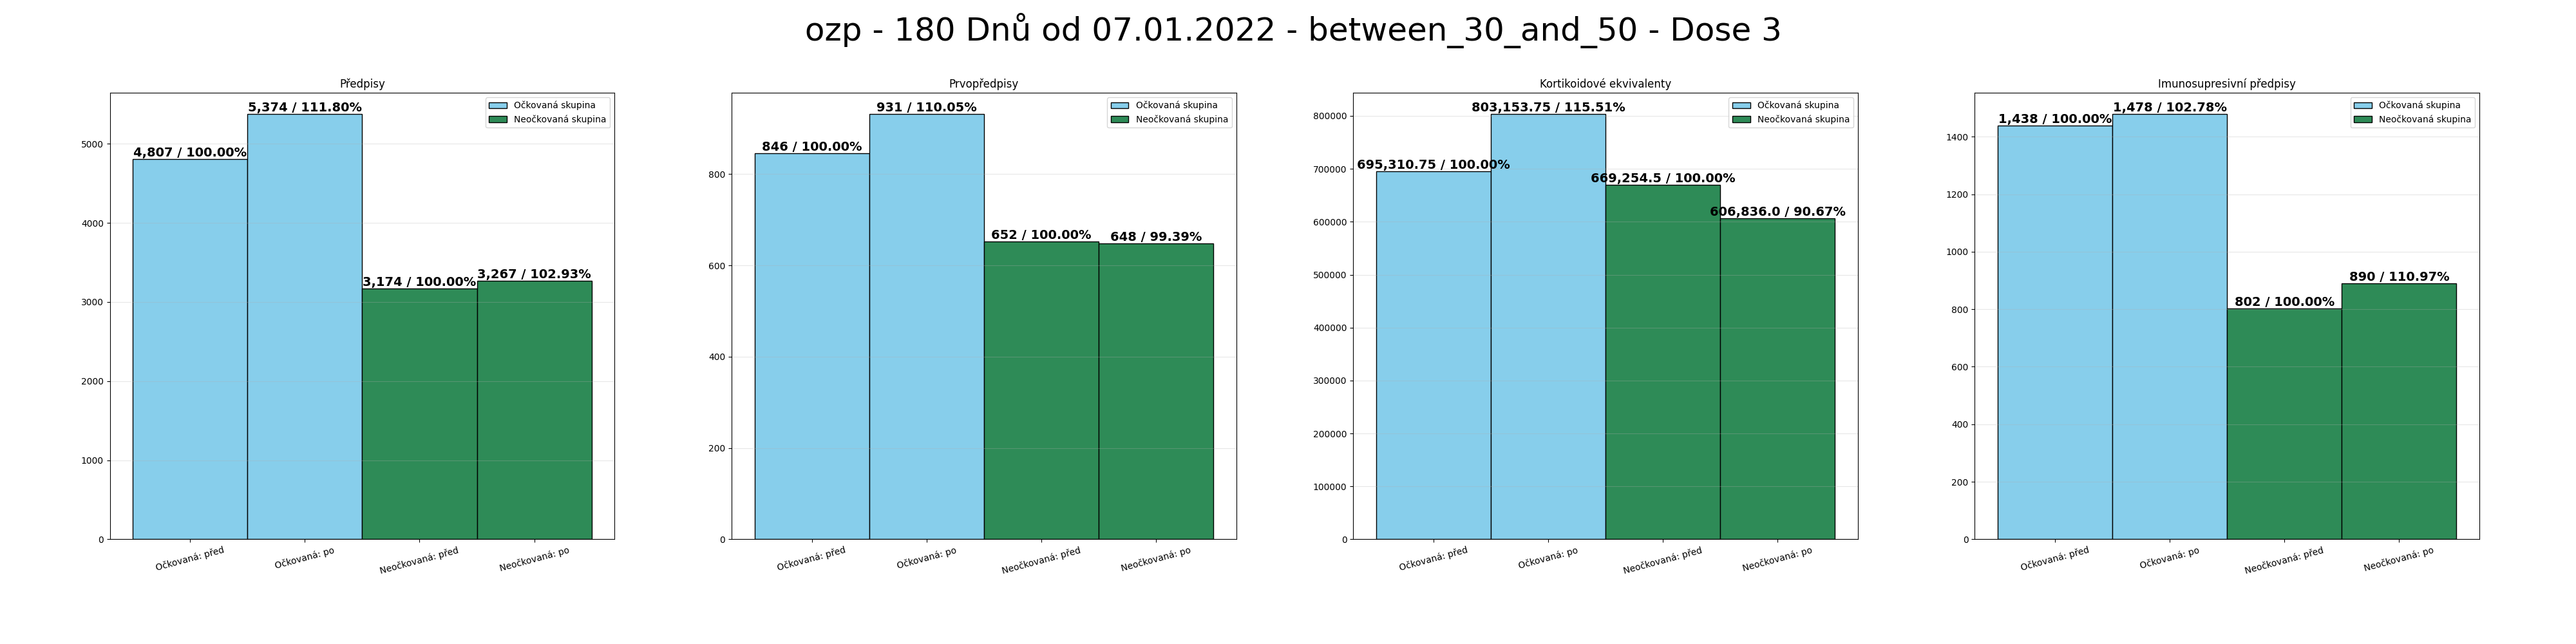 ozp - 180 Dnů od 07.01.2022 - between_30_and_50 - Dose 3
Předpisy
5,374 / 111.80%
4,807 / 100.00%
3,174 / 100.00%
3,267 / 102.93%
Očkovaná skupina
Neočkovaná skupina
5000
4000
3000
2000
1000
0
Očkovaná: před
Očkovaná: po
Neočkovaná: před
Neočkovaná: po
Prvopředpisy
931 / 110.05%
846 / 100.00%
652 / 100.00%
648 / 99.39%
Očkovaná skupina
Neočkovaná skupina
800
600
400
200
0
Očkovaná: před
Očkovaná: po
Neočkovaná: před
Neočkovaná: po
Kortikoidové ekvivalenty
803,153.75 / 115.51%
695,310.75 / 100.00%
669,254.5 / 100.00%
606,836.0 / 90.67%
Očkovaná skupina
Neočkovaná skupina
800000
700000
600000
500000
400000
300000
200000
100000
0
Očkovaná: před
Očkovaná: po
Neočkovaná: před
Neočkovaná: po
Imunosupresivní předpisy
1,478 / 102.78%
1,438 / 100.00%
802 / 100.00%
890 / 110.97%
Očkovaná skupina
Neočkovaná skupina
1400
1200
1000
800
600
400
200
0
Očkovaná: před
Očkovaná: po
Neočkovaná: před
Neočkovaná: po